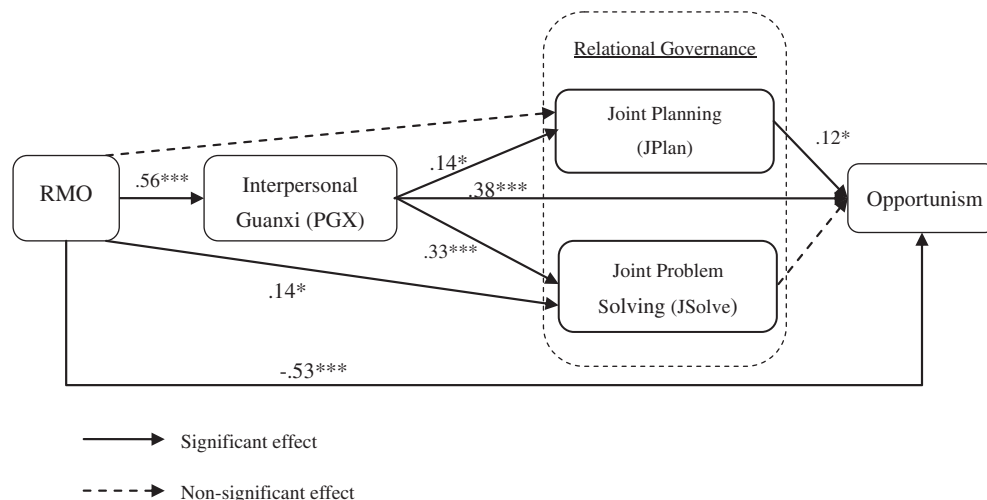 Relational Governance
Joint Planning
(JPlan)
.12*
.14*
RMO
.56***
Interpersonal
Guanxi (PGX)
.38***
Opportunism
.33***
Joint Problem
Solving (JSolve)
.14*
-.53***
Significant effect
Non-significant effect